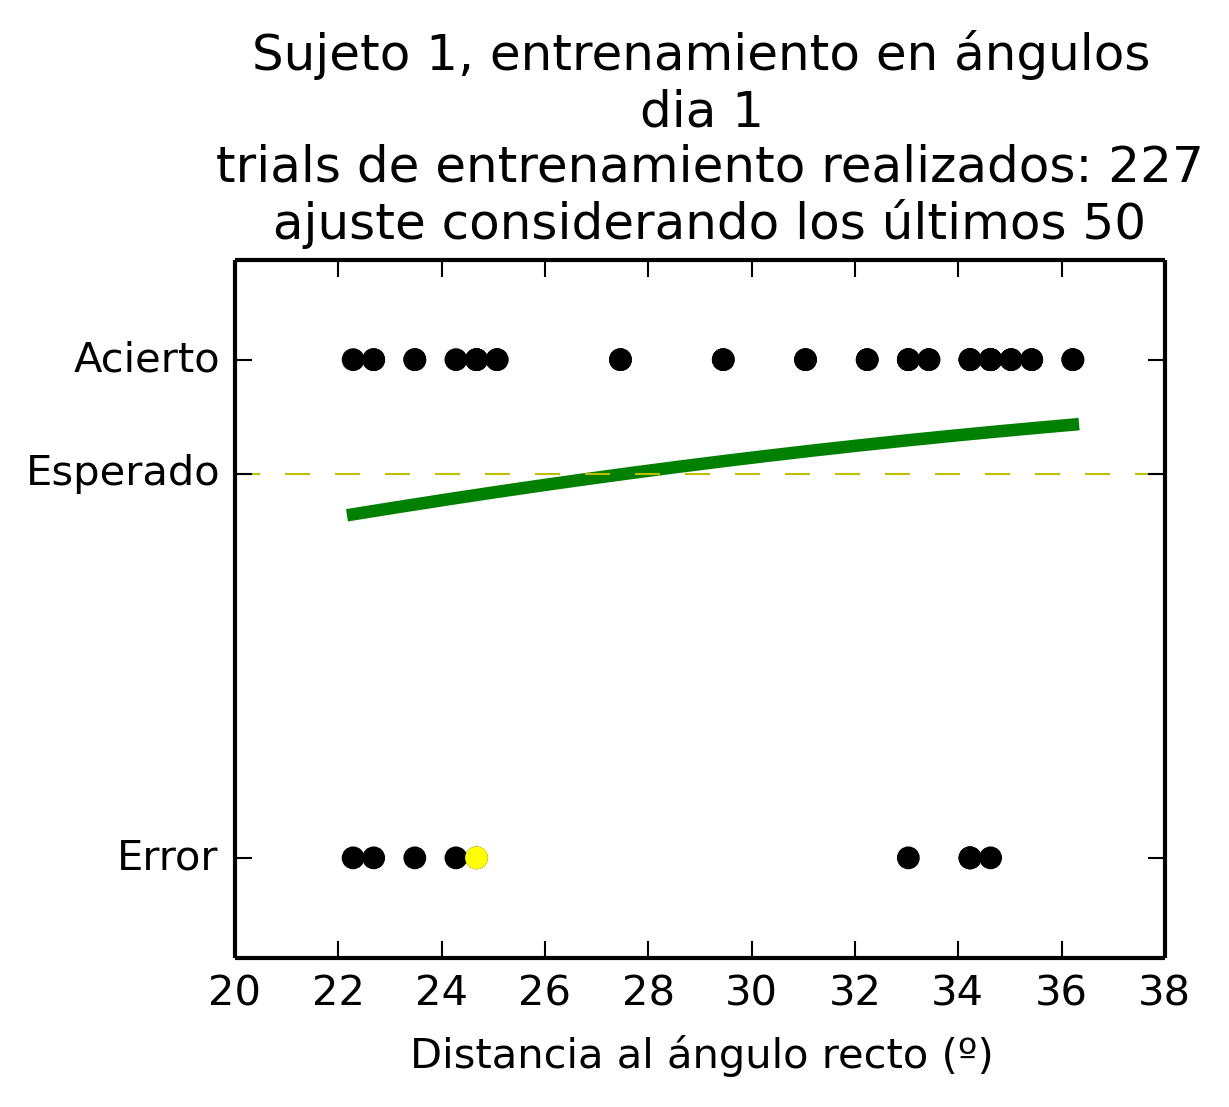 Sujeto 1, entrenamiento en ángulos
dia 1
trials de entrenamiento realizados: 227
ajuste considerando los últimos 50
Acierto
Esperado
Error
20 22 24 26 28 30 32 34 36 38
Distancia al ángulo recto (º)